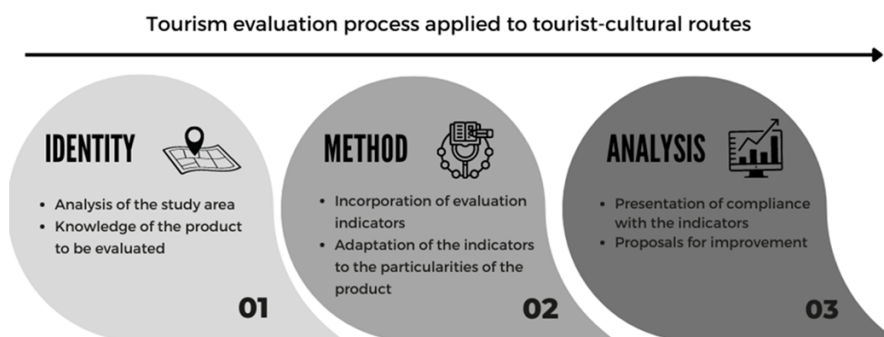 Tourism evaluation process applied to tourist-cultural routes
IDENTITY
• Analysis of the study area
• Knowledge of the product
to be evaluated
01
METHOD
• Incorporation of evaluation
indicators
• Adaptation of the indicators
to the particularities of the
product
02
ANALYSIS
• Presentation of compliance
with the indicators
• Proposals for improvement
03